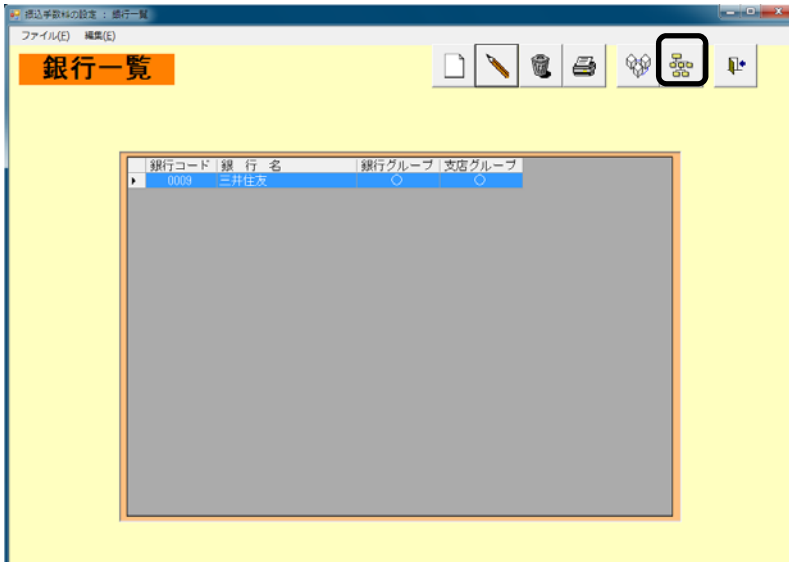 振込手数料の設定 : 銀行一覧
ファイル(F) 編集(E)
銀行一覧
銀行コード 銀 行 名 銀行グループ 支店グループ
0009 三井住友 ○ ○